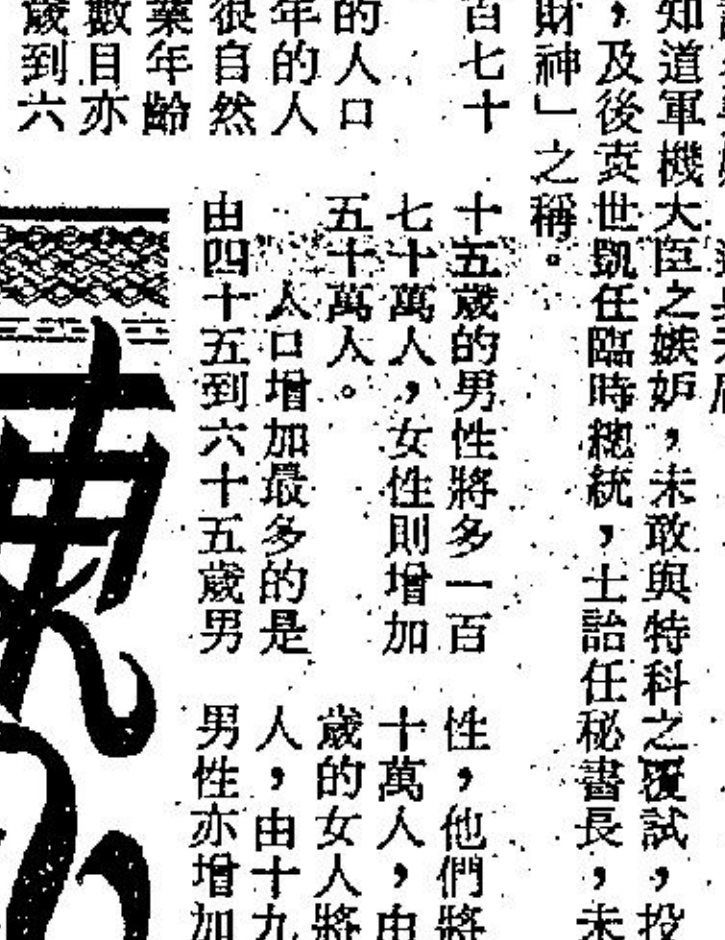 知道軍機大臣之嫉妒，未敢與特科之覆試，投
，及後袁世凱任臨時總統，士詒任秘書長，未
財神」之稱。
百七十
的人口
年的人
很自然
業年齡
數目亦
歲到六
十五歲的男性將多一百
七十萬人，女性則增加
五十萬人。
人口增加最多的是
由四十五到六十五歲男
性，他們將
十萬人，由
歲的女人將
人，由十九
男性亦增加